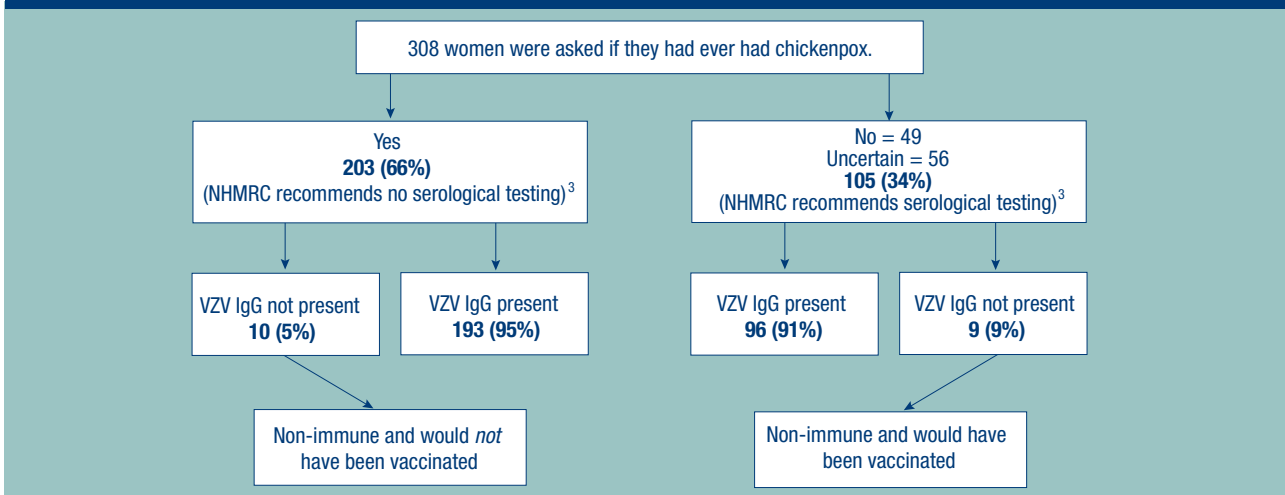 308 women were asked if they had ever had chickenpox.
Yes
203 (66%)
(NHMRC recommends no serological testing)³
No = 49
Uncertain = 56
105 (34%)
(NHMRC recommends serological testing)³
VZV IgG not present
10 (5%)
VZV IgG present
193 (95%)
VZV IgG present
96 (91%)
VZV IgG not present
9 (9%)
Non-immune and would not
have been vaccinated
Non-immune and would have
been vaccinated